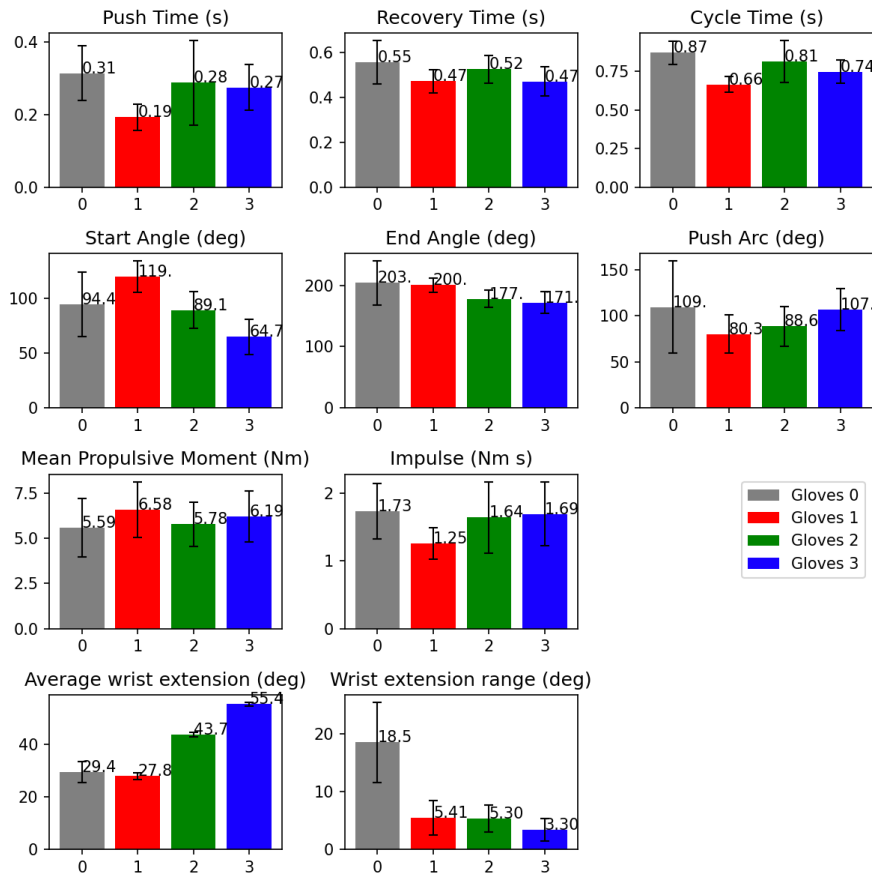 Push Time (s) Recovery Time (s) Cycle Time (s)
0.4 0.31 0.19 0.28 0.27 0.2 0.0
0 1 2 3
0.6 0.55 0.47 0.52 0.47 0.4 0.2 0.0
0 1 2 3
0.87 0.66 0.81 0.74 0.75 0.50 0.25 0.00
0 1 2 3
Start Angle (deg) End Angle (deg) Push Arc (deg)
100 94.4 119. 89.1 64.7 50 0
0 1 2 3
200 203. 200. 177. 171. 100 0
0 1 2 3
150 109. 80.3 88.6 107. 100 50 0
0 1 2 3
Mean Propulsive Moment (Nm) Impulse (Nm s)
7.5 5.59 6.58 5.78 6.19 5.0 2.5 0.0
0 1 2 3
2 1.73 1.25 1.64 1.69 1 0
0 1 2 3
Gloves 0
Gloves 1
Gloves 2
Gloves 3
Average wrist extension (deg) Wrist extension range (deg)
29.4 27.8 43.7 55.4 40 20 0
0 1 2 3
20 18.5 5.41 5.30 3.30 10 0
0 1 2 3